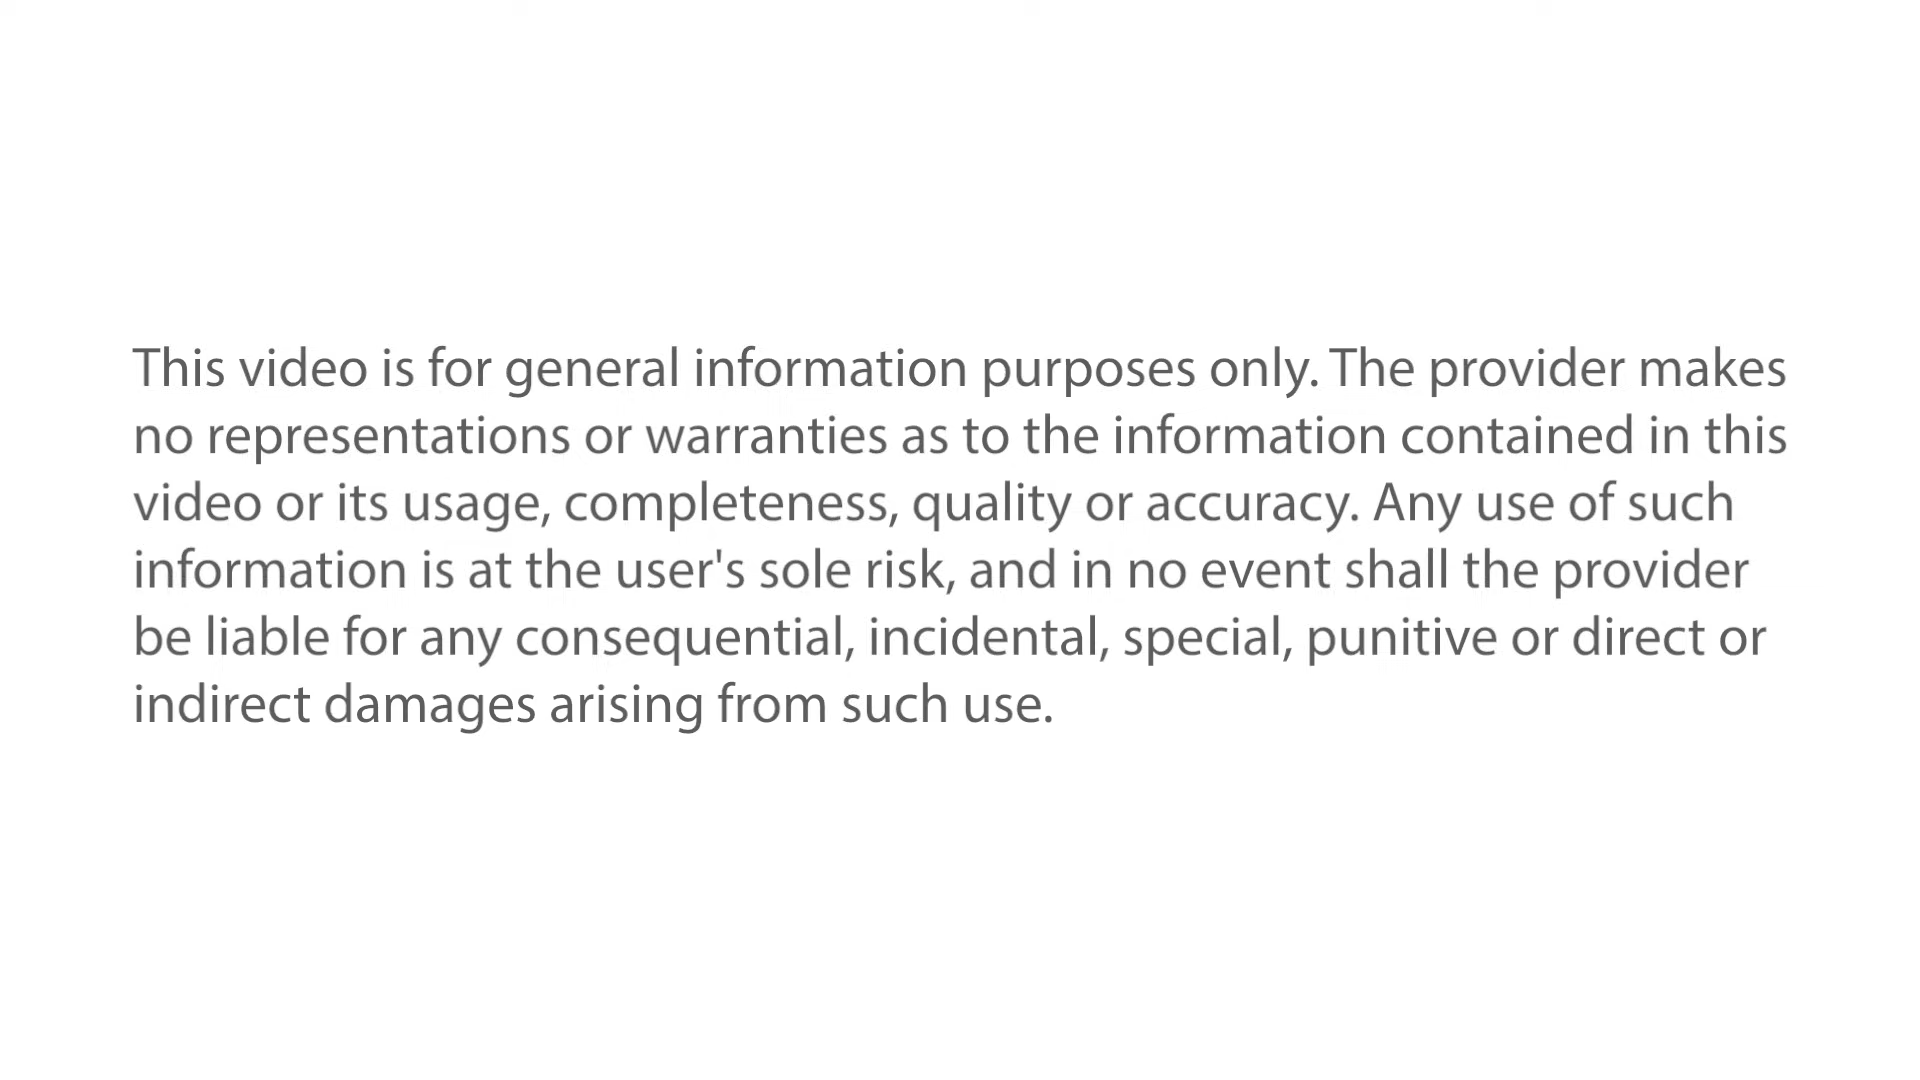 This video is for general information purposes only. The provider makes
no representations or warranties as to the information contained in this
video or its usage, completeness, quality or accuracy. Any use of such
information is at the user's sole risk, and in no event shall the provider
be liable for any consequential, incidental, special, punitive or direct or
indirect damages arising from such use.